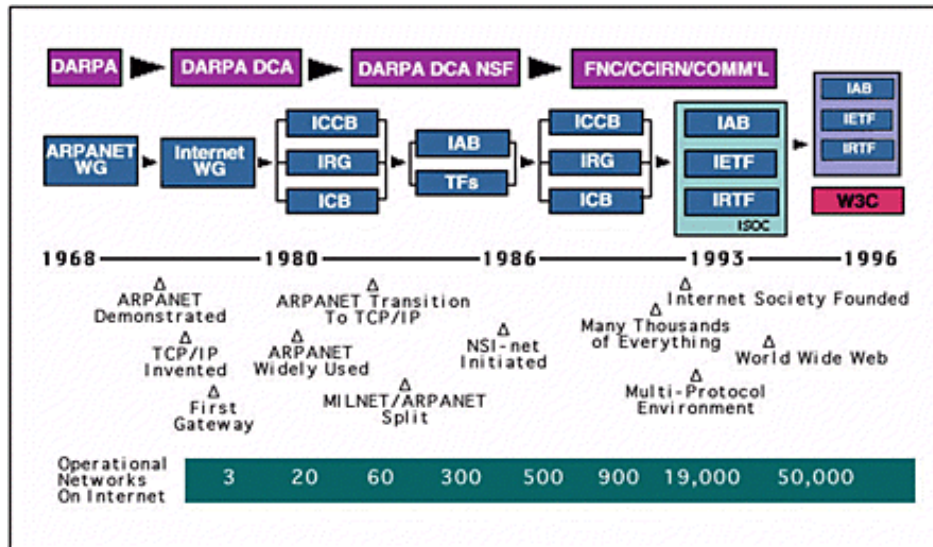 DARPA
DARPA DCA
DARPA DCA NSF
FNC/CCIRN/COMM'L
ARPANET
WG
Internet
WG
ICCB
IRG
ICB
IAB
TFs
ICCB
IRG
ICB
IAB
IETF
IRTF
ISOC
IAB
IETF
IRTF
W3C
1968
1980
1986
1993
1996
ARPANET
Demonstrated
TCP/IP
Invented
First
Gateway
ARPANET Transition
To TCP/IP
ARPANET
Widely Used
MILNET/ARPANET
Split
NSI-net
Initiated
Internet Society Founded
Many Thousands
of Everything
World Wide Web
Multi-Protocol
Environment
Operational
Networks
On Internet
3 20 60 300 500 900 19,000 50,000